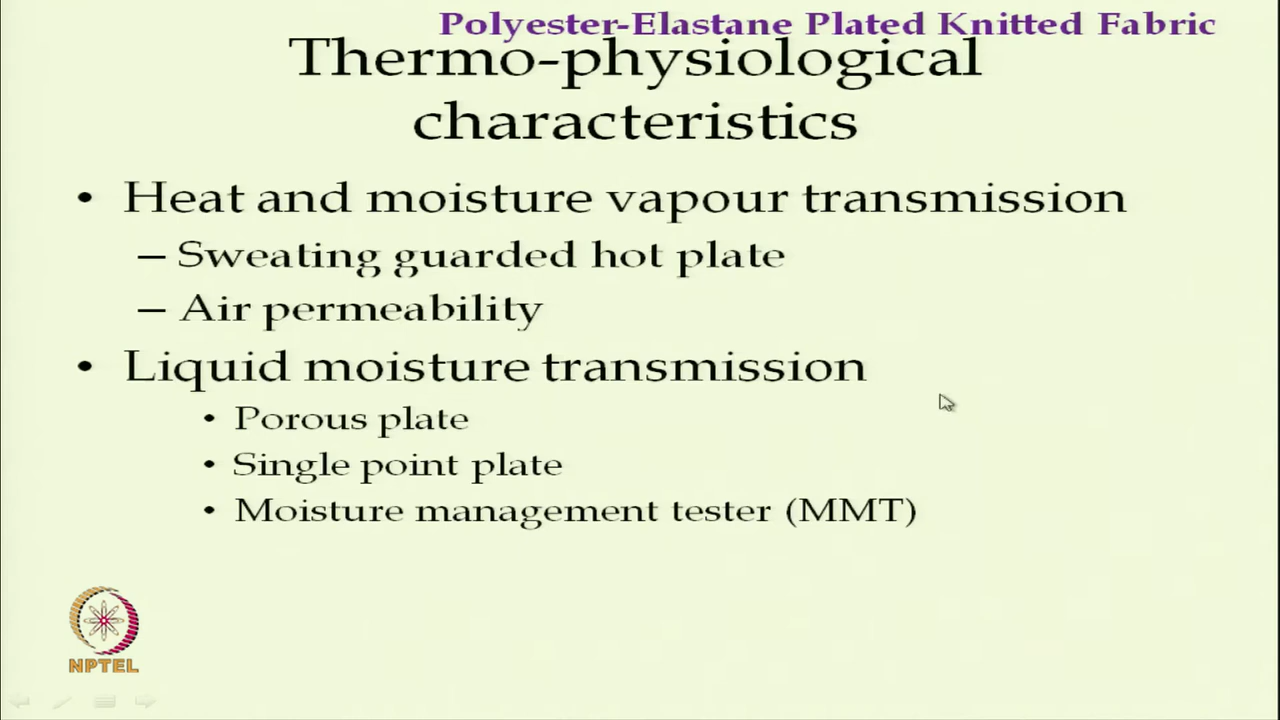 Polyester-Elastane Plated Knitted Fabric
Thermo-physiological
characteristics
• Heat and moisture vapour transmission
– Sweating guarded hot plate
– Air permeability
• Liquid moisture transmission
• Porous plate
• Single point plate
• Moisture management tester (MMT)
NPTEL